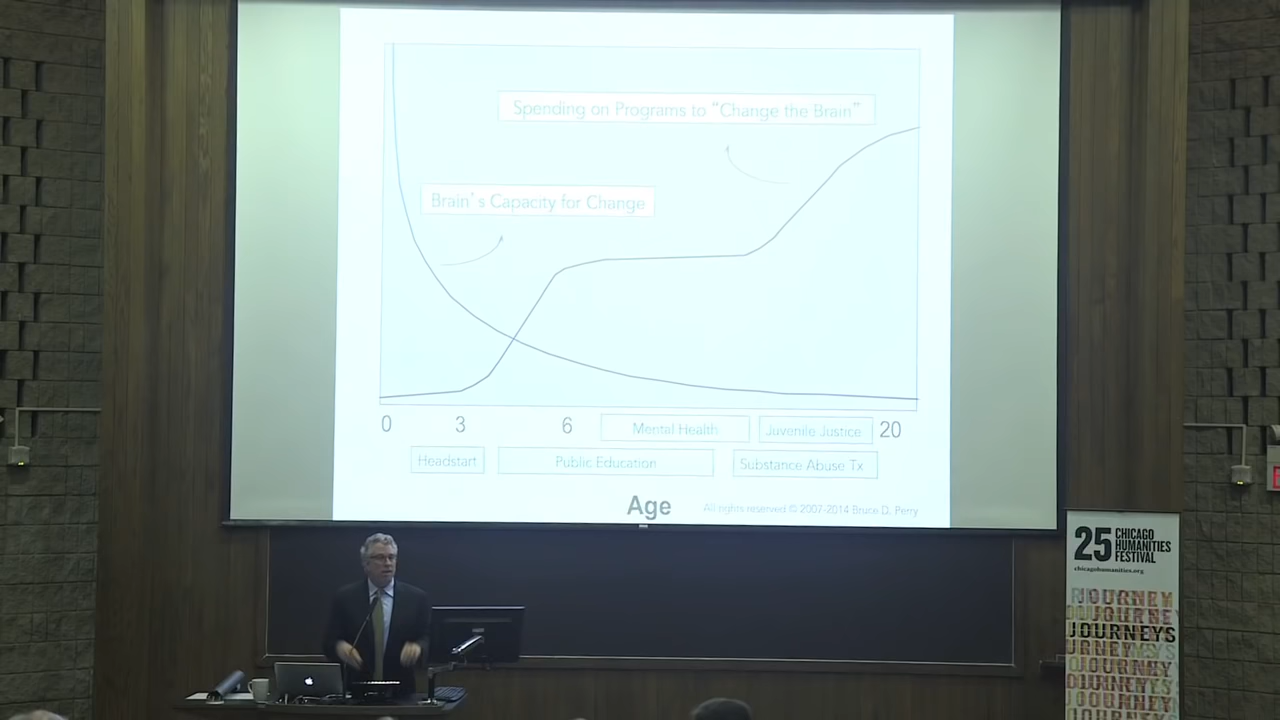 Spending on Programs to “Change the Brain”
Brain's Capacity for Change
0 3 6 Mental Health Juvenile Justice 20
Headstart Public Education Substance Abuse Tx
Age
All rights reserved © 2007-2014 Bruce D. Perry
25 CHICAGO
HUMANITIES
FESTIVAL
chicagohumanities.org
JOURNEYS